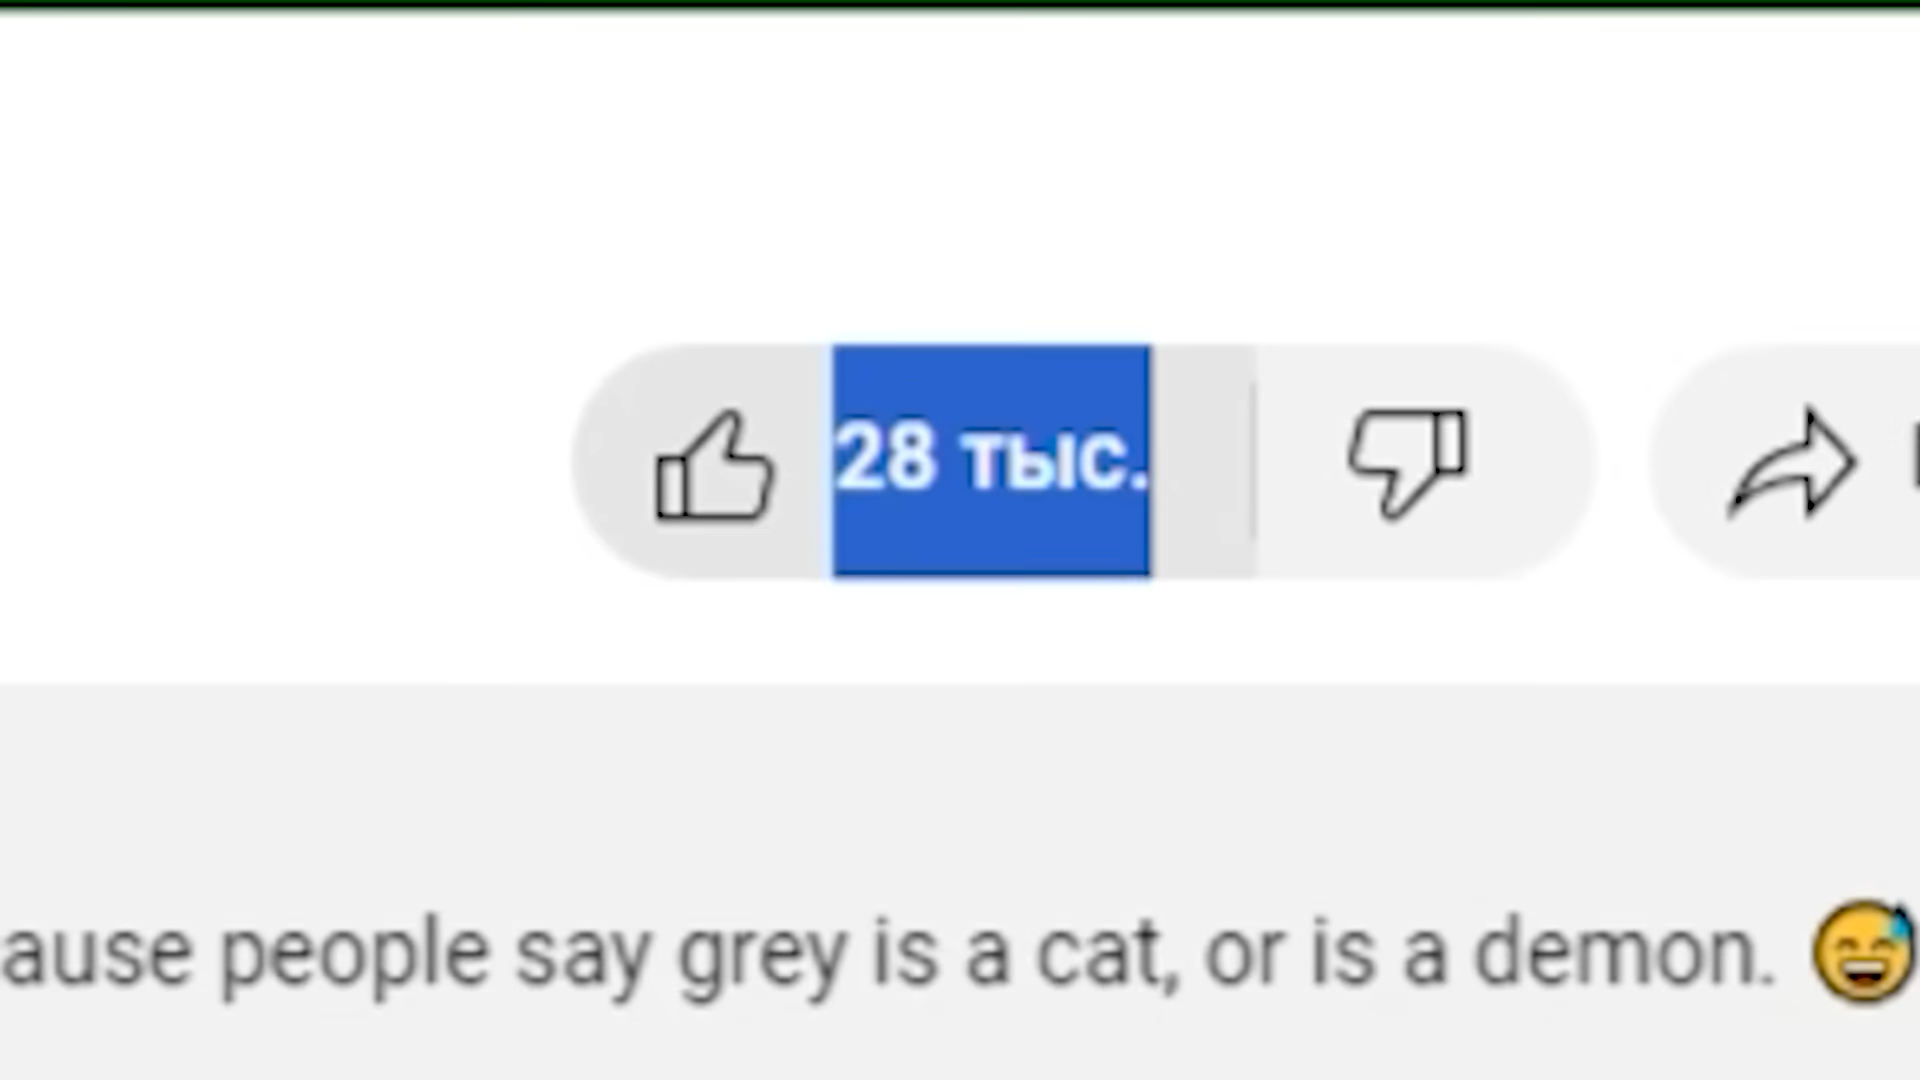 28 тыс.
ause people say grey is a cat, or is a demon. 😅